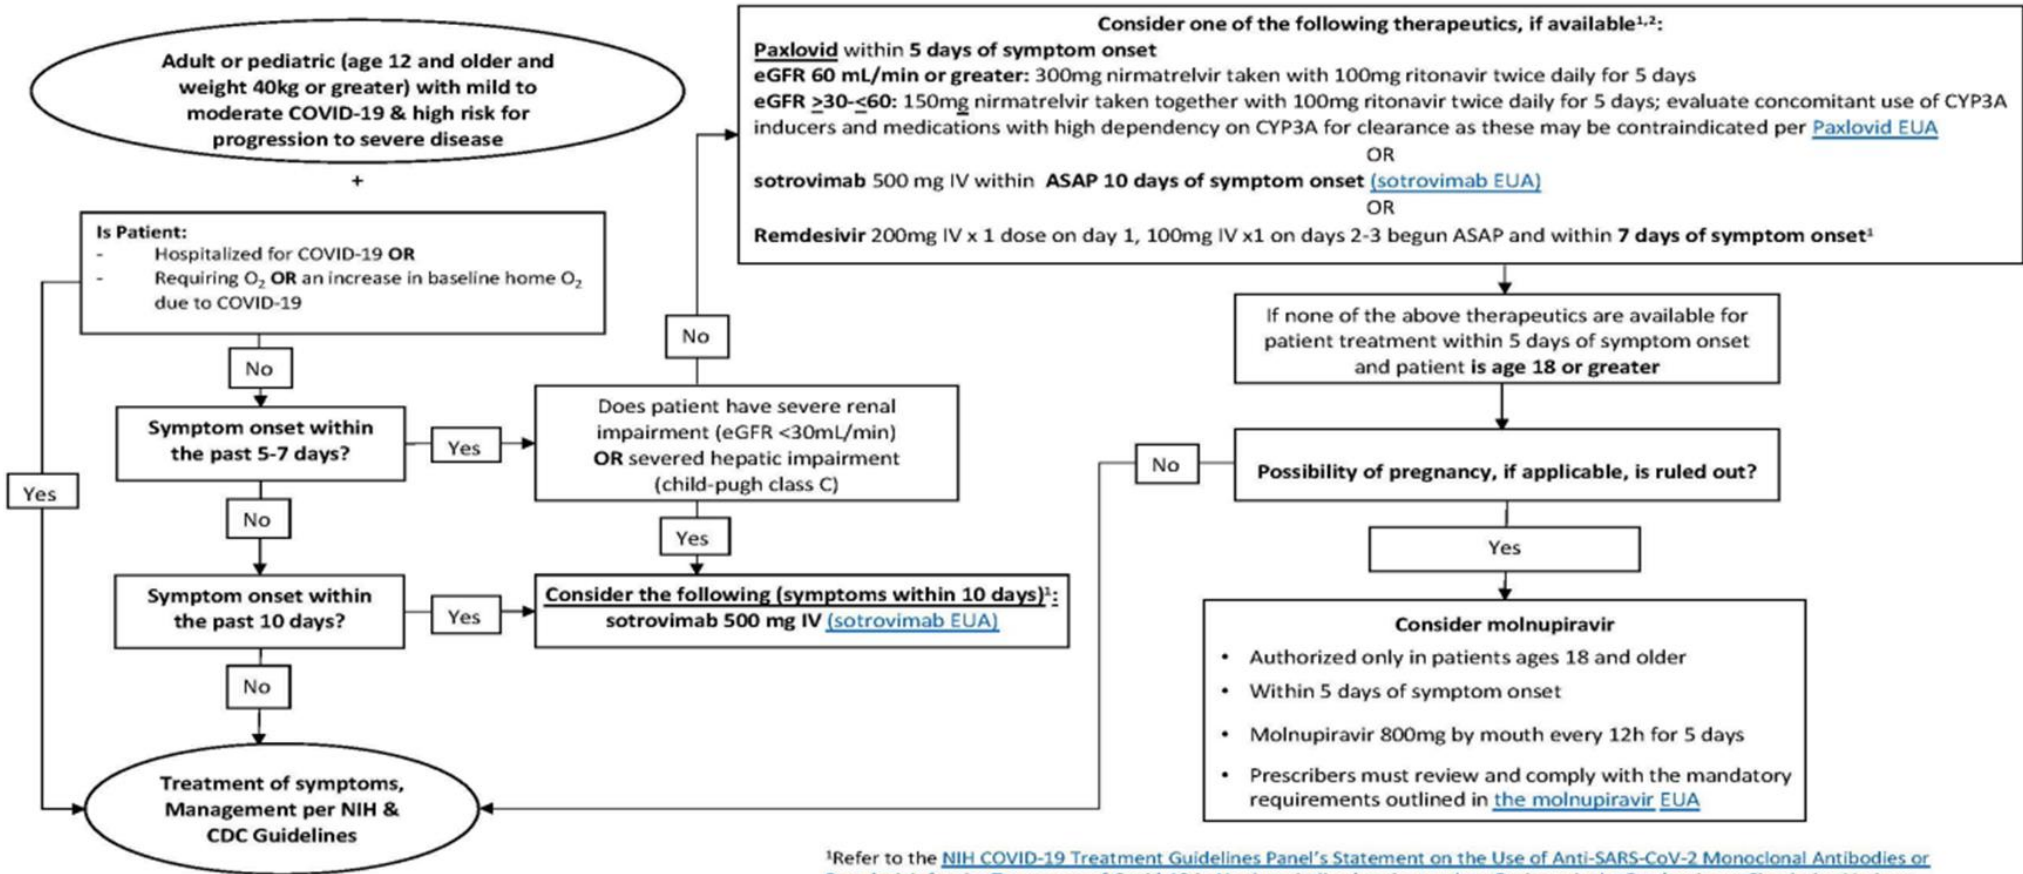 Adult or pediatric (age 12 and older and
weight 40kg or greater) with mild to
moderate COVID-19 & high risk for
progression to severe disease
+
Is Patient:
- Hospitalized for COVID-19 OR
- Requiring O₂ OR an increase in baseline home O₂
due to COVID-19
No
Yes
Symptom onset within
the past 5-7 days?
Yes
No
Symptom onset within
the past 10 days?
Yes
No
Treatment of symptoms,
Management per NIH &
CDC Guidelines
Does patient have severe renal
impairment (eGFR <30mL/min)
OR severed hepatic impairment
(child-pugh class C)
No
Yes
Consider the following (symptoms within 10 days)¹:
sotrovimab 500 mg IV (sotrovimab EUA)
Consider one of the following therapeutics, if available¹,²:
Paxlovid within 5 days of symptom onset
eGFR 60 mL/min or greater: 300mg nirmatrelvir taken with 100mg ritonavir twice daily for 5 days
eGFR >30-<60: 150mg nirmatrelvir taken together with 100mg ritonavir twice daily for 5 days; evaluate concomitant use of CYP3A
inducers and medications with high dependency on CYP3A for clearance as these may be contraindicated per Paxlovid EUA
OR
sotrovimab 500 mg IV within ASAP 10 days of symptom onset (sotrovimab EUA)
OR
Remdesivir 200mg IV x 1 dose on day 1, 100mg IV x1 on days 2-3 begun ASAP and within 7 days of symptom onset¹
If none of the above therapeutics are available for
patient treatment within 5 days of symptom onset
and patient is age 18 or greater
Possibility of pregnancy, if applicable, is ruled out?
No
Yes
Consider molnupiravir
• Authorized only in patients ages 18 and older
• Within 5 days of symptom onset
• Molnupiravir 800mg by mouth every 12h for 5 days
• Prescribers must review and comply with the mandatory
requirements outlined in the molnupiravir EUA
¹Refer to the NIH COVID-19 Treatment Guidelines Panel's Statement on the Use of Anti-SARS-CoV-2 Monoclonal Antibodies or